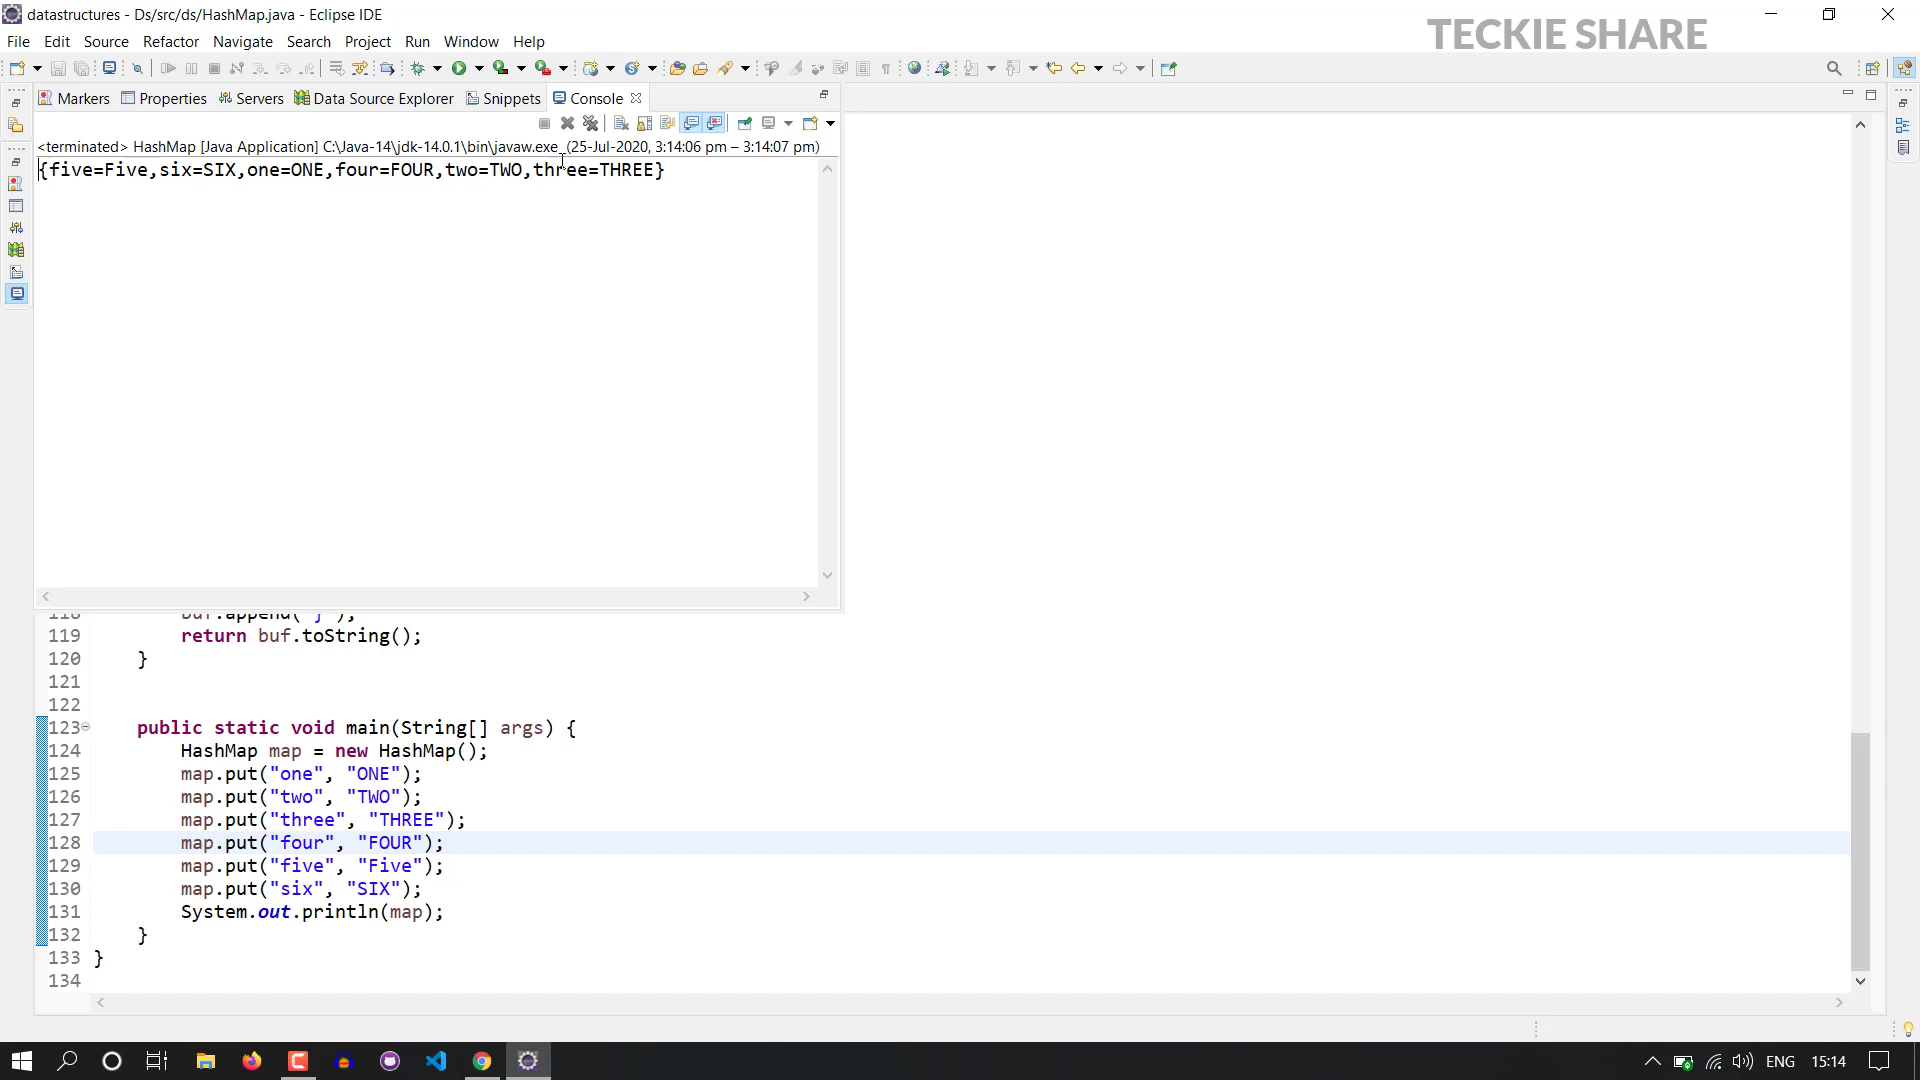 datastructures - Ds/src/ds/HashMap.java - Eclipse IDE
TECKIE SHARE
File Edit Source Refactor Navigate Search Project Run Window Help
Markers Properties Servers Data Source Explorer Snippets Console
<terminated> HashMap [Java Application] C:\Java-14\jdk-14.0.1\bin\javaw.exe (25-Jul-2020, 3:14:06 pm – 3:14:07 pm)
{five=Five,six=SIX,one=ONE,four=FOUR,two=TWO,three=THREE}
118 buf.append("}");
119 return buf.toString();
120 }
121
122
123 public static void main(String[] args) {
124 HashMap map = new HashMap();
125 map.put("one", "ONE");
126 map.put("two", "TWO");
127 map.put("three", "THREE");
128 map.put("four", "FOUR");
129 map.put("five", "Five");
130 map.put("six", "SIX");
131 System.out.println(map);
132 }
133 }
134
ENG 15:14